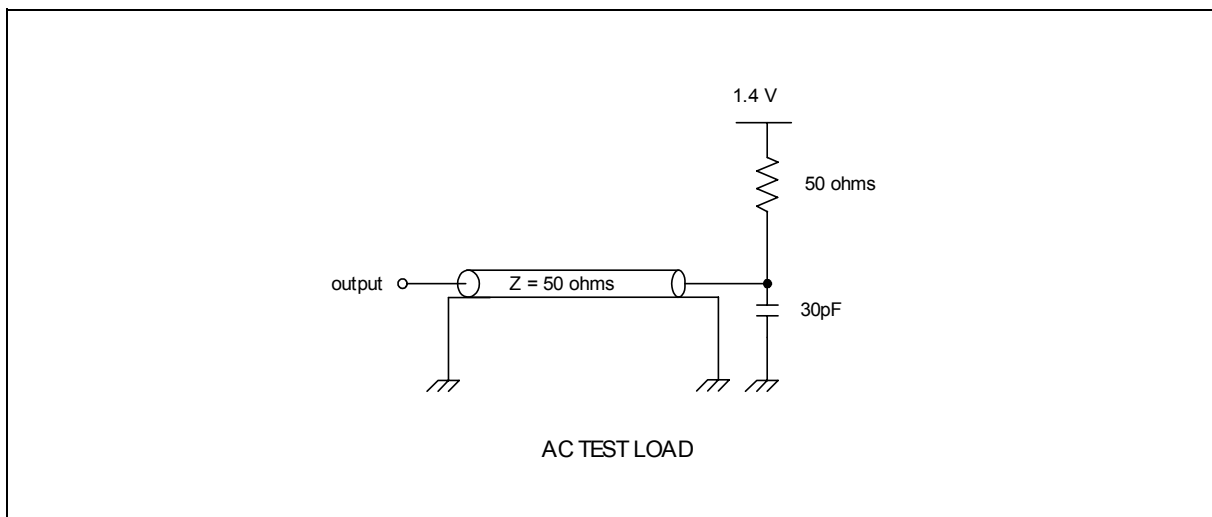 1.4 V
50 ohms
output
Z = 50 ohms
30pF
AC TEST LOAD